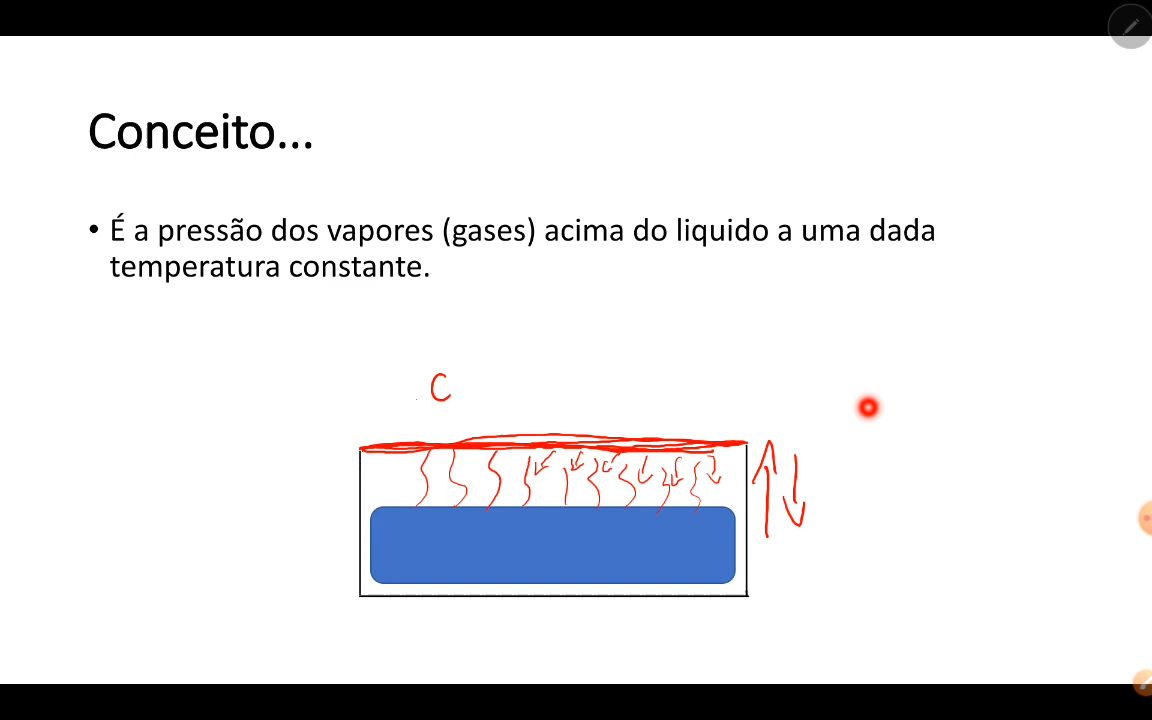 Conceito...
• É a pressão dos vapores (gases) acima do liquido a uma dada
temperatura constante.
C